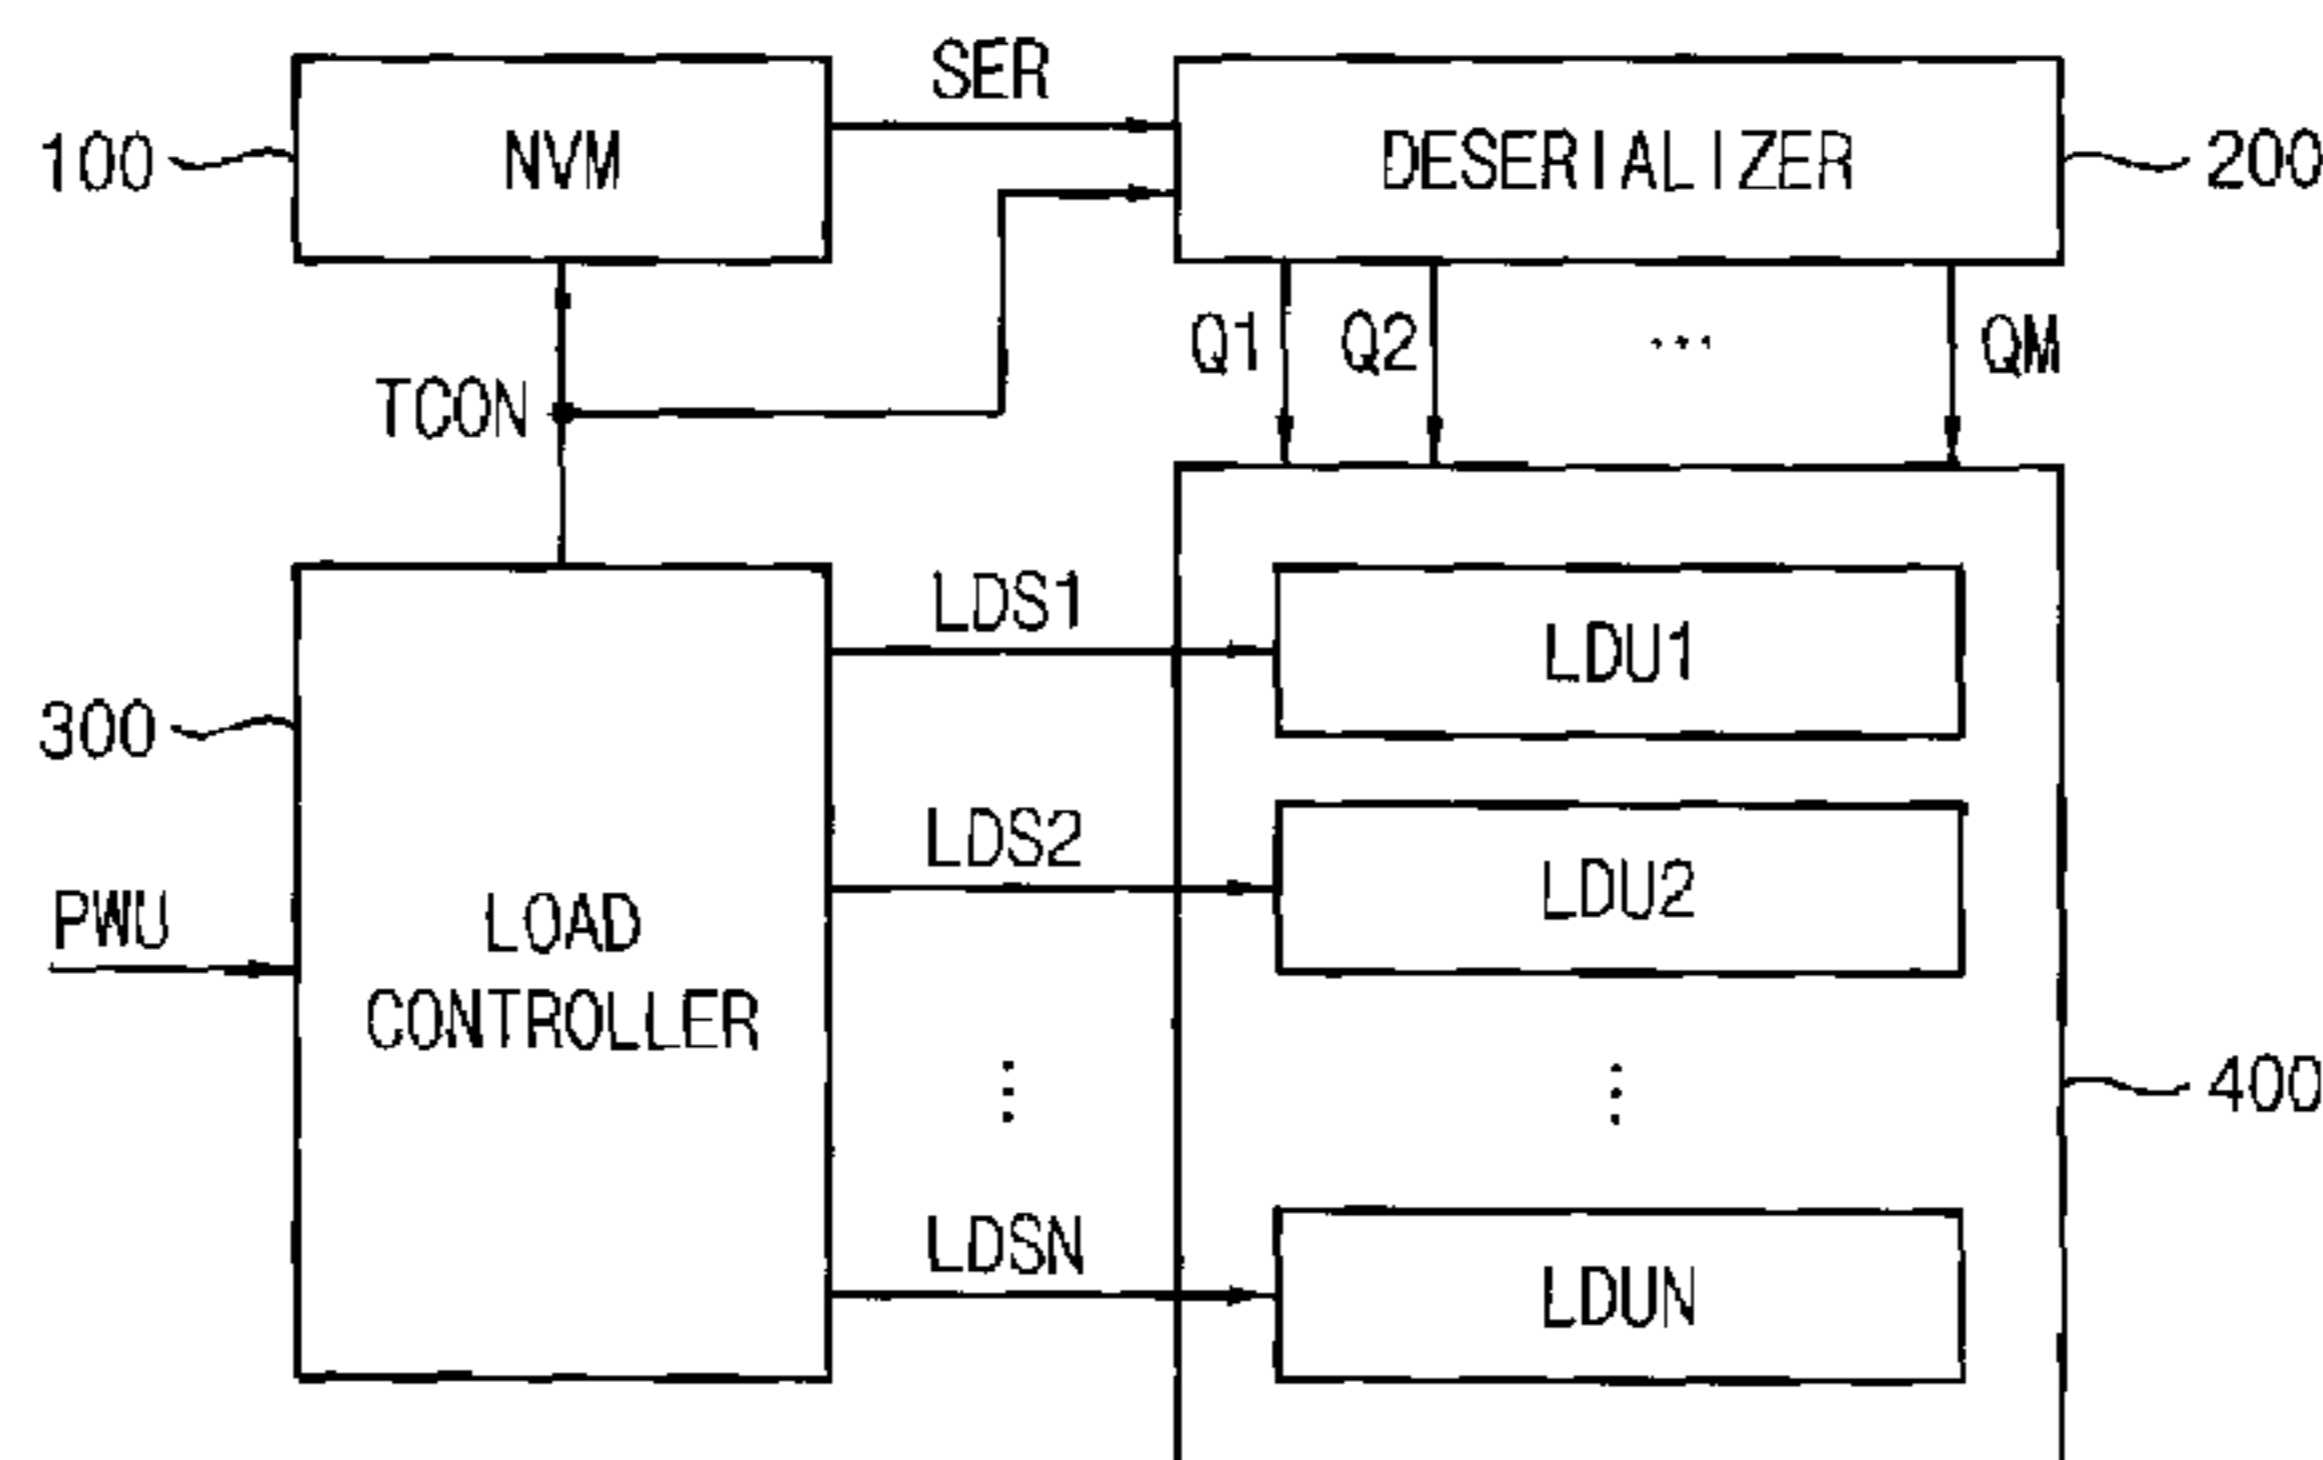 SER
100
NVM
DESERIALIZER
200
Q1
Q2
...
QM
TCON
LDS1
LDU1
300
LDS2
LDU2
PWU
LOAD
CONTROLLER
400
LDSN
LDUN